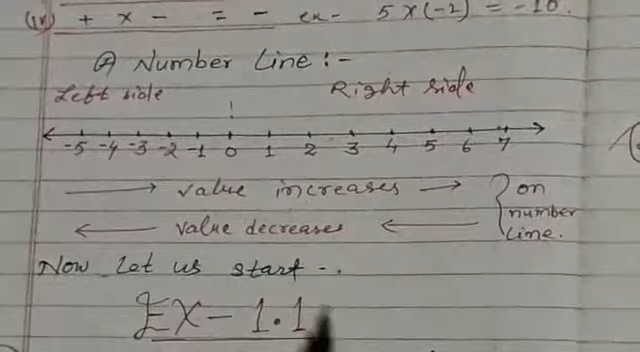 (iv) + x - = - ex- 5 x (-2) = -10.
Number Line :-
Left side Right side
-5 -4 -3 -2 -1 0 1 2 3 4 5 6 7
→ value increases → } on number line.
← value decreases ←
Now Let us start -.
EX - 1.1